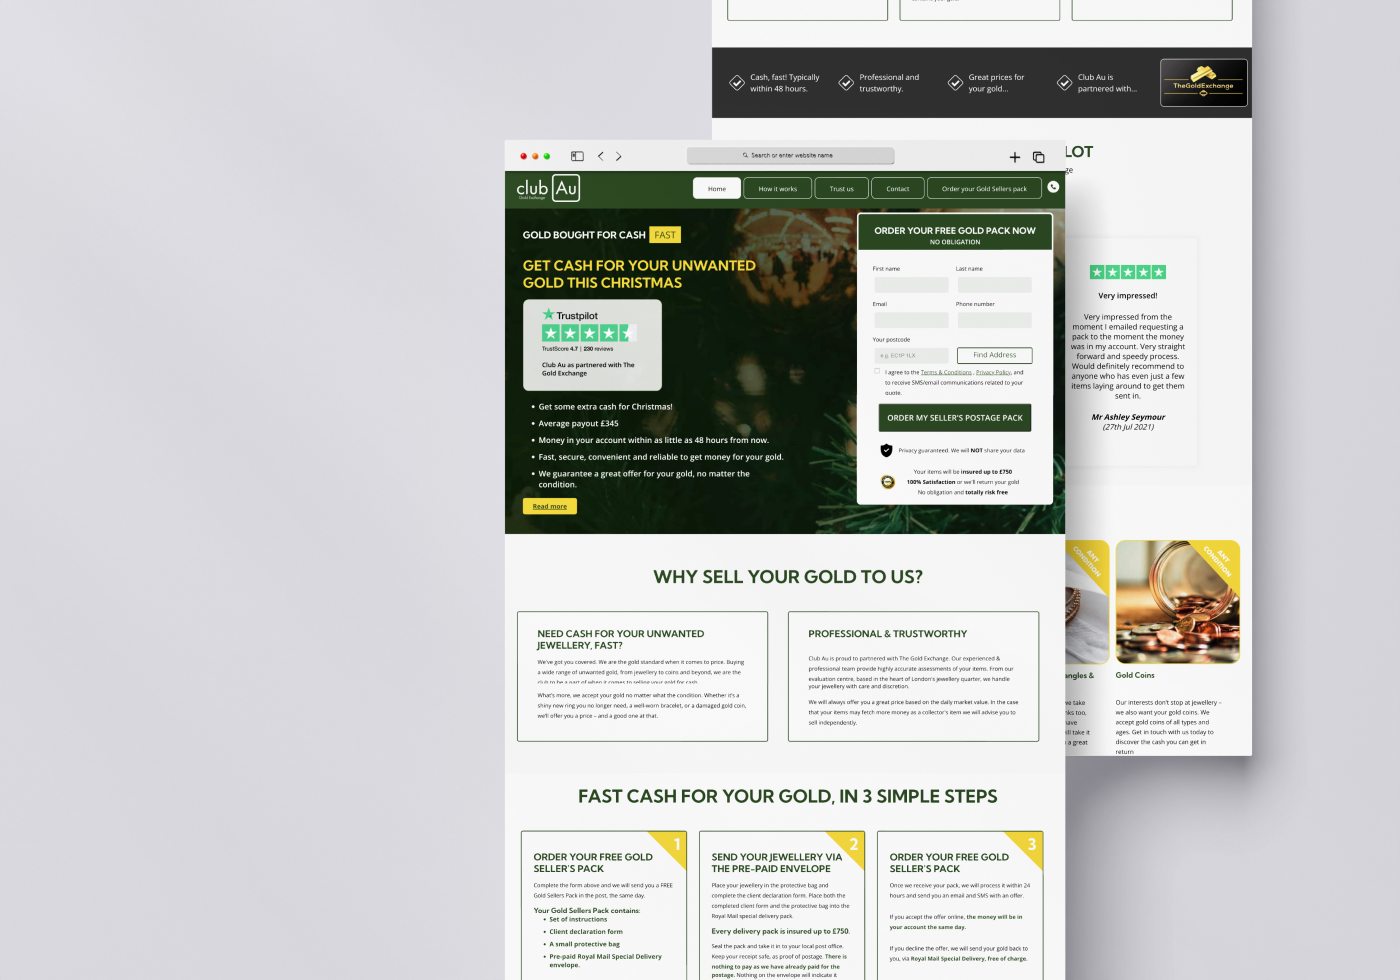 Cash, fast! Typically
within 48 hours.
Professional and
trustworthy.
Great prices for
your gold...
Club Au is
partnered with...
TheGoldExchange
LOT
ge
Search or enter website name
club Au
Gold Exchange
Home
How it works
Trust us
Contact
Order your Gold Sellers pack
GOLD BOUGHT FOR CASH FAST
GET CASH FOR YOUR UNWANTED
GOLD THIS CHRISTMAS
Trustpilot
TrustScore 4.7 | 230 reviews
Club Au as partnered with The
Gold Exchange
• Get some extra cash for Christmas!
• Average payout £345
• Money in your account within as little as 48 hours from now.
• Fast, secure, convenient and reliable to get money for your gold.
• We guarantee a great offer for your gold, no matter the
condition.
Read more
ORDER YOUR FREE GOLD PACK NOW
NO OBLIGATION
First name
Last name
Email
Phone number
Your postcode
e.g. EC1P 1LX
Find Address
I agree to the Terms & Conditions , Privacy Policy, and
to receive SMS/email communications related to your
quote.
ORDER MY SELLER'S POSTAGE PACK
Privacy guaranteed. We will NOT share your data
Your items will be insured up to £750
100% Satisfaction or we'll return your gold
No obligation and totally risk free
Very impressed!
Very impressed from the
moment I emailed requesting a
pack to the moment the money
was in my account. Very straight
forward and speedy process.
Would definitely recommend to
anyone who has even just a few
items laying around to get them
sent in.
Mr Ashley Seymour
(27th Jul 2021)
ANY
CONDITION
ANY
CONDITION
angles &
ve take
nks too.
have
ill take it
a great
Gold Coins
Our interests don't stop at jewellery –
we also want your gold coins. We
accept gold coins of all types and
ages. Get in touch with us today to
discover the cash you can get in
return
WHY SELL YOUR GOLD TO US?
NEED CASH FOR YOUR UNWANTED
JEWELLERY, FAST?
We've got you covered. We are the gold standard when it comes to price. Buying
a wide range of unwanted gold, from jewellery to coins and beyond, we are the
club to be a part of when it comes to selling your gold for cash.
What's more, we accept your gold no matter what the condition. Whether it's a
shiny new ring you no longer need, a well-worn bracelet, or a damaged gold coin,
we'll offer you a price – and a good one at that.
PROFESSIONAL & TRUSTWORTHY
Club Au is proud to partnered with The Gold Exchange. Our experienced &
professional team provide highly accurate assessments of your items. From our
evaluation centre, based in the heart of London's jewellery quarter, we handle
your jewellery with care and discretion.
We will always offer you a great price based on the daily market value. In the case
that your items may fetch more money as a collector's item we will advise you to
sell independently.
FAST CASH FOR YOUR GOLD, IN 3 SIMPLE STEPS
1
ORDER YOUR FREE GOLD
SELLER'S PACK
Complete the form above and we will send you a FREE
Gold Sellers Pack in the post, the same day.
Your Gold Sellers Pack contains:
• Set of instructions
• Client declaration form
• A small protective bag
• Pre-paid Royal Mail Special Delivery
envelope.
2
SEND YOUR JEWELLERY VIA
THE PRE-PAID ENVELOPE
Place your jewellery in the protective bag and
complete the client declaration form. Place both the
completed client form and the protective bag into the
Royal Mail special delivery pack.
Every delivery pack is insured up to £750.
Seal the pack and take it in to your local post office.
Keep your receipt safe, as proof of postage. There is
nothing to pay as we have already paid for the
postage. Nothing on the envelope will indicate it
3
ORDER YOUR FREE GOLD
SELLER'S PACK
Once we receive your pack, we will process it within 24
hours and send you an email and SMS with an offer.
If you accept the offer online, the money will be in
your account the same day.
If you decline the offer, we will send your gold back to
you, via Royal Mail Special Delivery, free of charge.